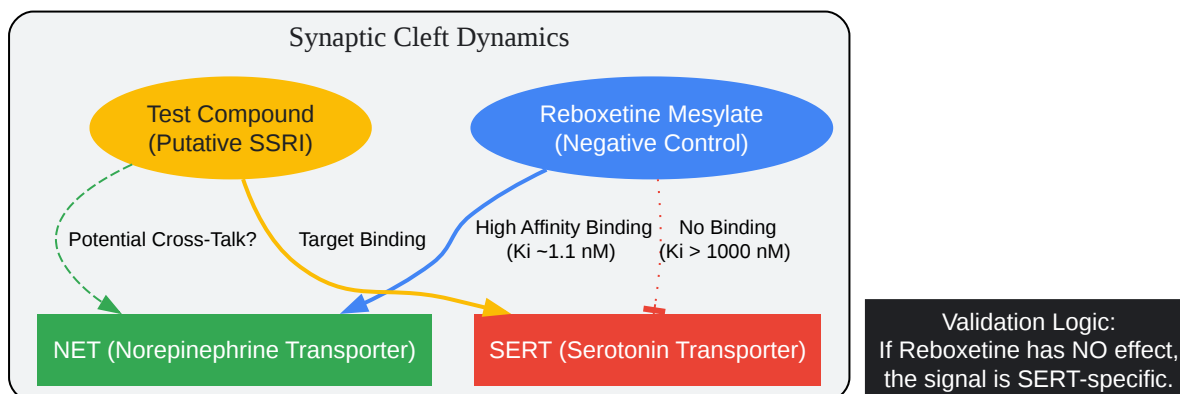 Synaptic Cleft Dynamics
Test Compound
(Putative SSRI)
Reboxetine Mesylate
(Negative Control)
Potential Cross-Talk?
Target Binding
High Affinity Binding
(Ki ~1.1 nM)
No Binding
(Ki > 1000 nM)
NET (Norepinephrine Transporter)
SERT (Serotonin Transporter)
Validation Logic:
If Reboxetine has NO effect,
the signal is SERT-specific.